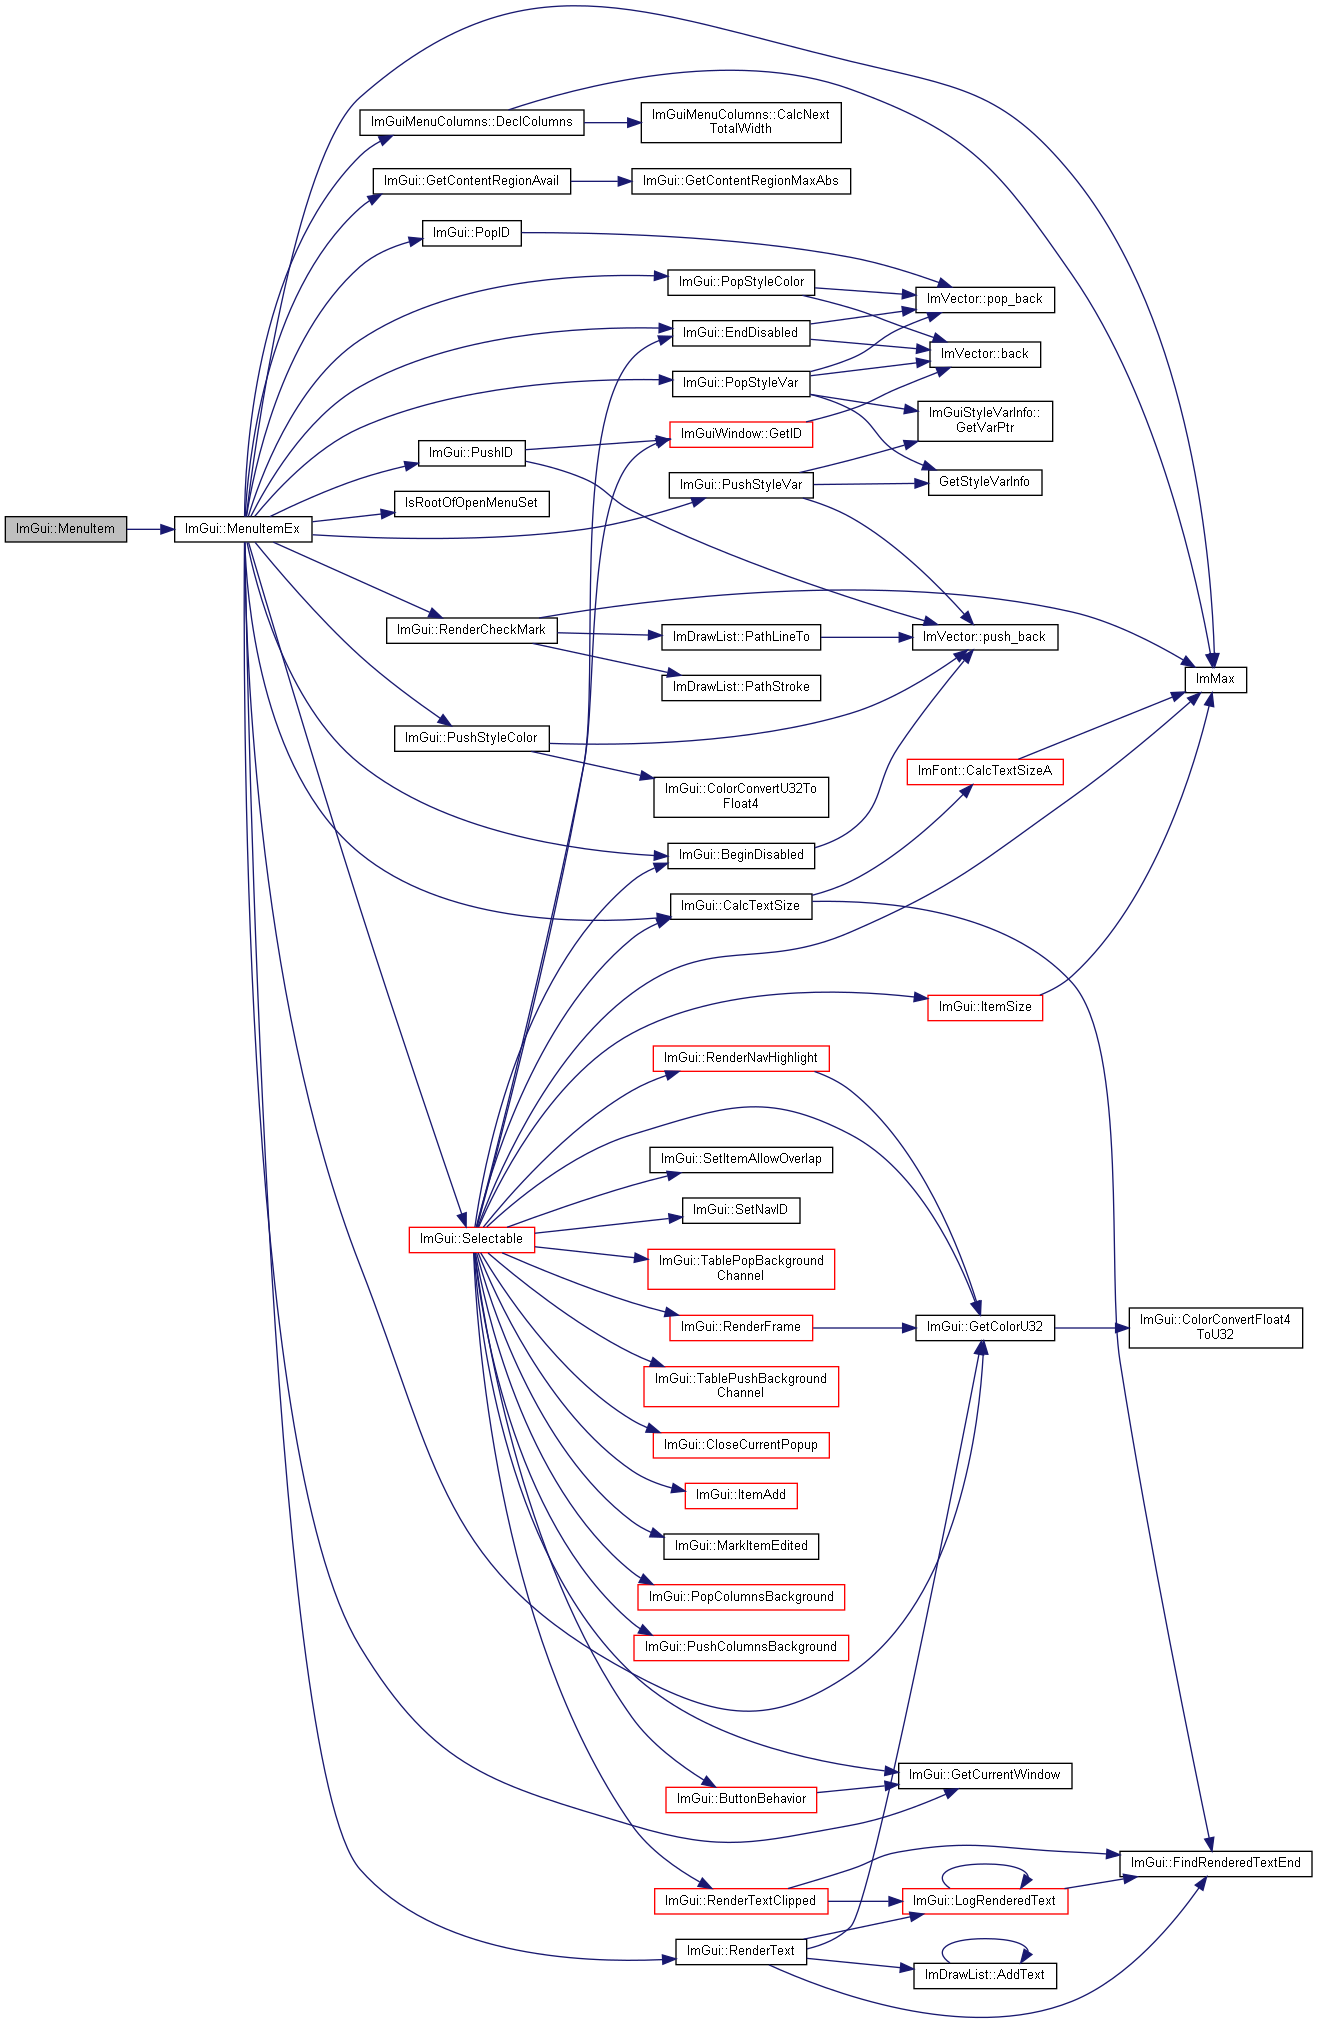 ImGuiMenuColumns::DeclColumns
ImGuiMenuColumns::CalcNext
TotalWidth
ImGui::GetContentRegionAvail
ImGui::GetContentRegionMaxAbs
ImGui::PopID
ImGui::PopStyleColor
ImVector::pop_back
ImGui::EndDisabled
ImVector::back
ImGui::PopStyleVar
ImGuiStyleVarInfo::
GetVarPtr
ImGuiWindow::GetID
ImGui::PushID
ImGui::PushStyleVar
GetStyleVarInfo
IsRootOfOpenMenuSet
ImGui::MenuItem
ImGui::MenuItemEx
ImGui::RenderCheckMark
ImDrawList::PathLineTo
ImVector::push_back
ImMax
ImDrawList::PathStroke
ImGui::PushStyleColor
ImFont::CalcTextSizeA
ImGui::ColorConvertU32To
Float4
ImGui::BeginDisabled
ImGui::CalcTextSize
ImGui::ItemSize
ImGui::RenderNavHighlight
ImGui::SetItemAllowOverlap
ImGui::SetNavID
ImGui::Selectable
ImGui::TablePopBackground
Channel
ImGui::RenderFrame
ImGui::GetColorU32
ImGui::ColorConvertFloat4
ToU32
ImGui::TablePushBackground
Channel
ImGui::CloseCurrentPopup
ImGui::ItemAdd
ImGui::MarkItemEdited
ImGui::PopColumnsBackground
ImGui::PushColumnsBackground
ImGui::GetCurrentWindow
ImGui::ButtonBehavior
ImGui::FindRenderedTextEnd
ImGui::RenderTextClipped
ImGui::LogRenderedText
ImGui::RenderText
ImDrawList::AddText